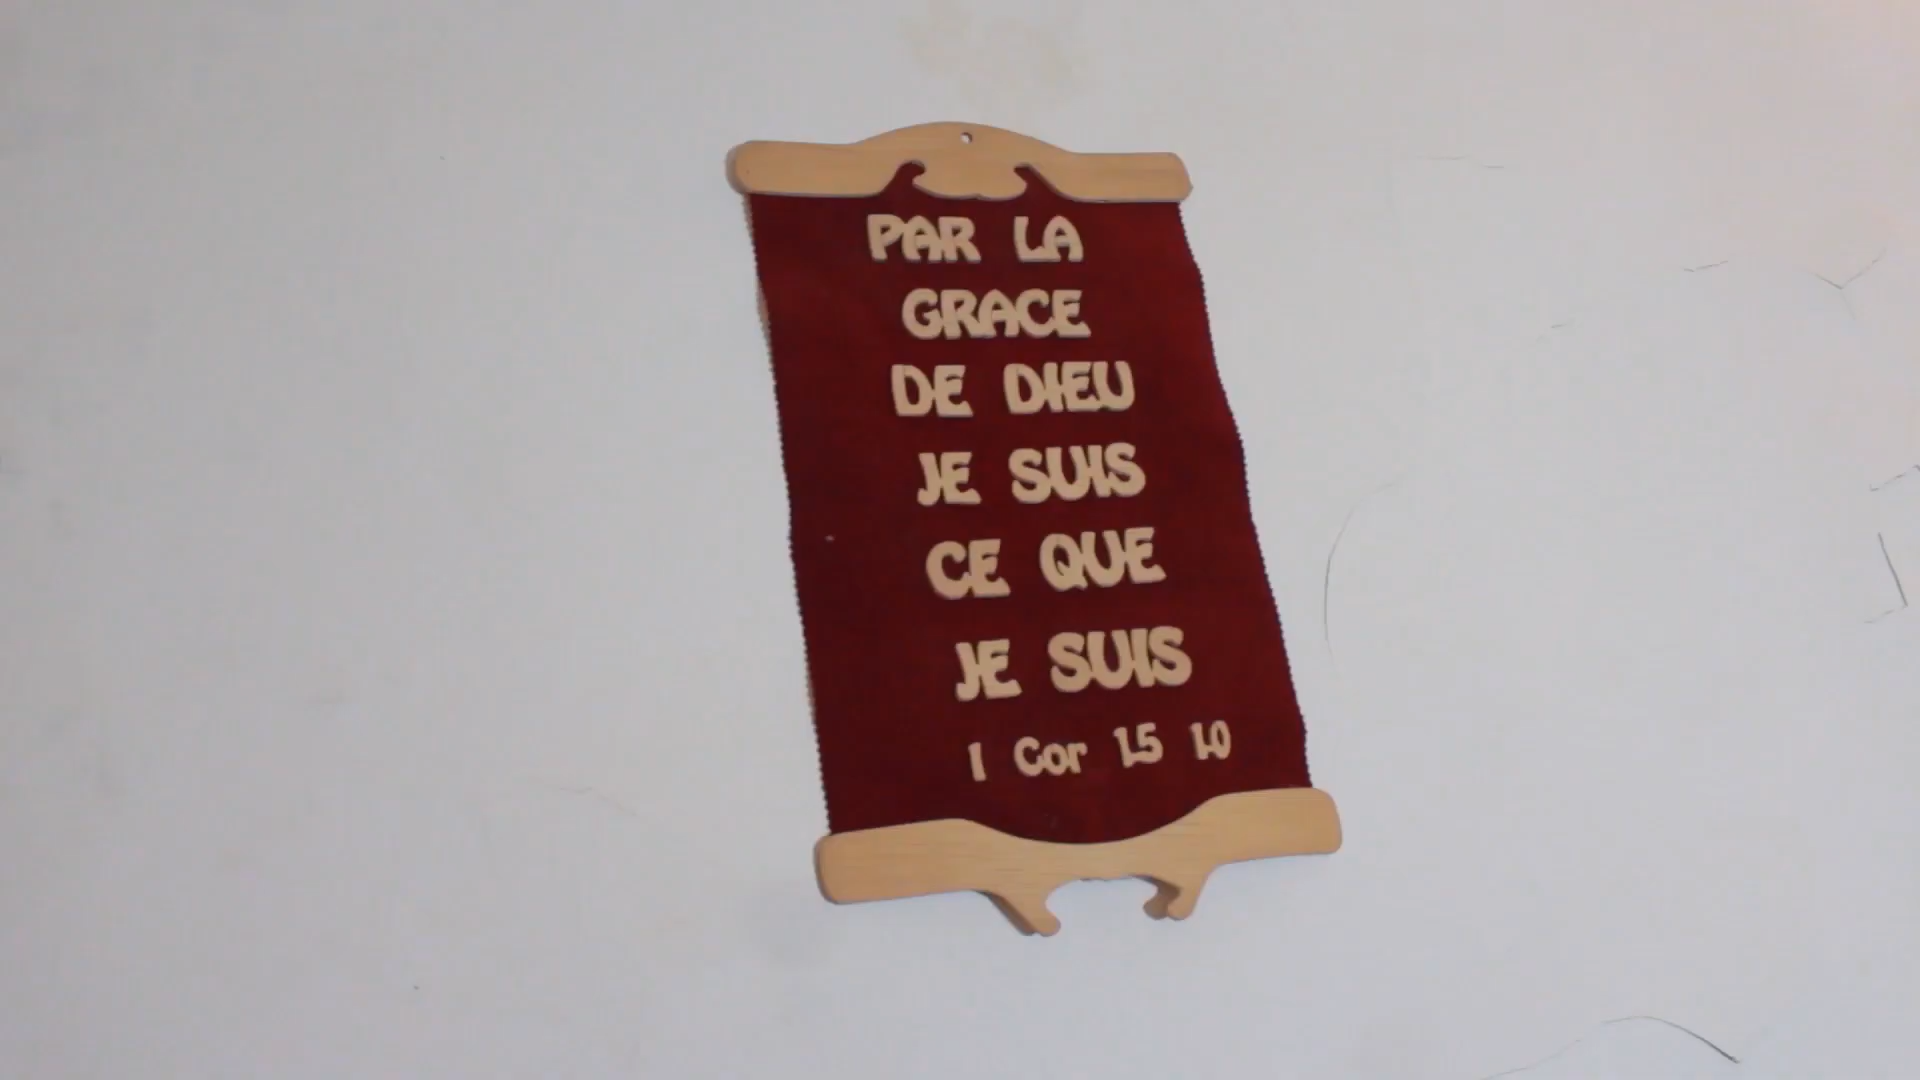 PAR LA
GRACE
DE DIEU
JE SUIS
CE QUE
JE SUIS
1 Cor 15 10